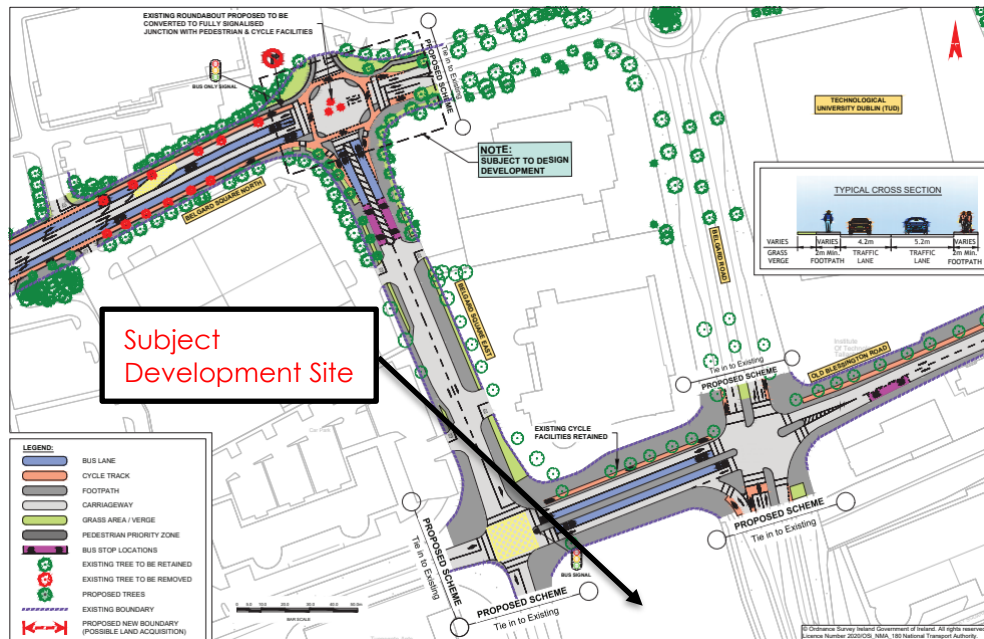 EXISTING ROUNDABOUT PROPOSED TO BE
CONVERTED TO FULLY SIGNALISED
JUNCTION WITH PEDESTRIAN & CYCLE FACILITIES
BUS ONLY SIGNAL
PROPOSED SCHEME
Tie in to Existing
TECHNOLOGICAL
UNIVERSITY DUBLIN (TUD)
NOTE:
SUBJECT TO DESIGN
DEVELOPMENT
BELGARD SQUARE NORTH
TYPICAL CROSS SECTION
VARIES
VARIES
4.2m
5.2m
VARIES
GRASS
VERGE
2m Min.
FOOTPATH
TRAFFIC
LANE
TRAFFIC
LANE
2m Min.
FOOTPATH
BELGARD ROAD
BELGARD SQUARE EAST
Subject
Development Site
Institute
Of Technology
OLD BLESSINGTON ROAD
Tie in to Existing
PROPOSED SCHEME
EXISTING CYCLE
FACILITIES RETAINED
Car Park
LEGEND:
BUS LANE
CYCLE TRACK
FOOTPATH
CARRIAGEWAY
GRASS AREA / VERGE
PEDESTRIAN PRIORITY ZONE
BUS STOP LOCATIONS
EXISTING TREE TO BE RETAINED
EXISTING TREE TO BE REMOVED
PROPOSED TREES
EXISTING BOUNDARY
PROPOSED NEW BOUNDARY
(POSSIBLE LAND ACQUISITION)
PROPOSED SCHEME
Tie in to Existing
PROPOSED SCHEME
Tie in to Existing
BUS SIGNAL
PROPOSED SCHEME
Tie in to Existing
BAR SCALE
© Ordnance Survey Ireland Government of Ireland. All rights reserved.
Licence Number 2020/OSi_NMA_180 National Transport Authority.